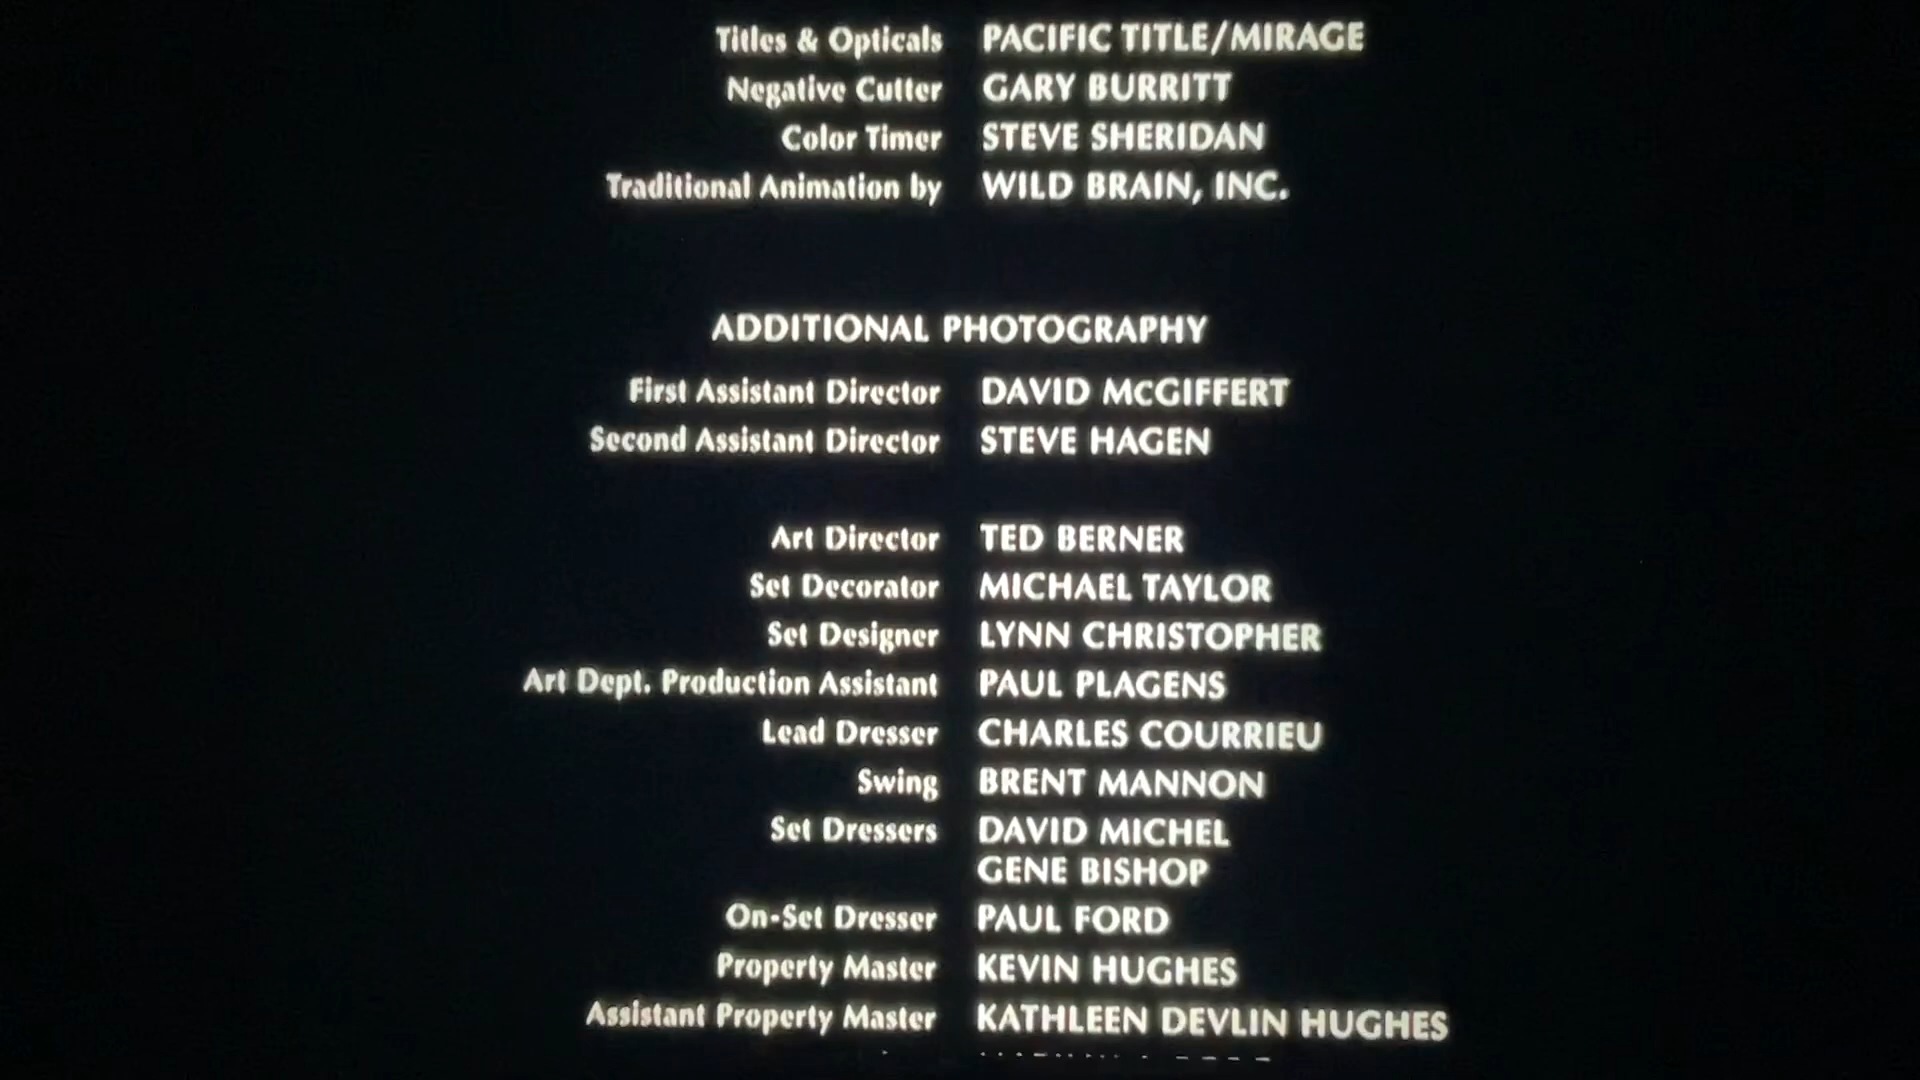 Titles & Opticals PACIFIC TITLE/MIRAGE
Negative Cutter GARY BURRITT
Color Timer STEVE SHERIDAN
Traditional Animation by WILD BRAIN, INC.
ADDITIONAL PHOTOGRAPHY
First Assistant Director DAVID McGIFFERT
Second Assistant Director STEVE HAGEN
Art Director TED BERNER
Set Decorator MICHAEL TAYLOR
Set Designer LYNN CHRISTOPHER
Art Dept. Production Assistant PAUL PLAGENS
Lead Dresser CHARLES COURRIEU
Swing BRENT MANNON
Set Dressers DAVID MICHEL
GENE BISHOP
On-Set Dresser PAUL FORD
Property Master KEVIN HUGHES
Assistant Property Master KATHLEEN DEVLIN HUGHES